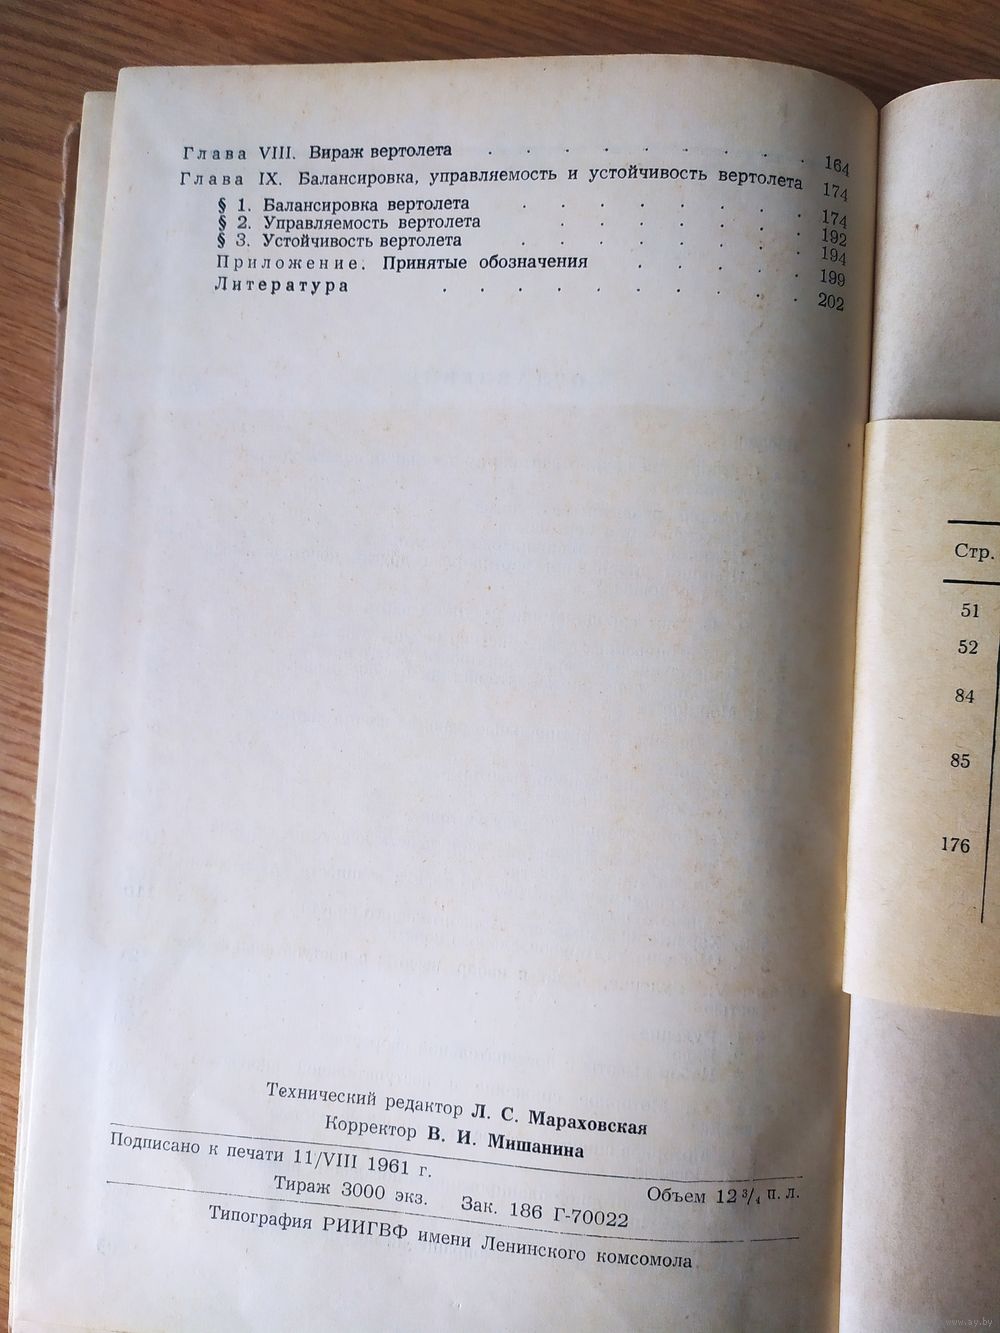 Глава VIII. Вираж вертолета . . . . . . . . . 164
Глава IX. Балансировка, управляемость и устойчивость вертолета 174
§ 1. Балансировка вертолета . . . . . . . . 174
§ 2. Управляемость вертолета . . . . . . . 192
§ 3. Устойчивость вертолета . . . . . . . . 194
Приложение. Принятые обозначения . . . . . 199
Литература . . . . . . . . . . 202
Технический редактор Л. С. Мараховская
Корректор В. И. Мишанина
Подписано к печати 11/VIII 1961 г. Объем 12 3/4 п. л.
Тираж 3000 экз. Зак. 186 Г-70022
Типография РИИГВФ имени Ленинского комсомола
Стр.
51
52
84
85
176
www.ay.by